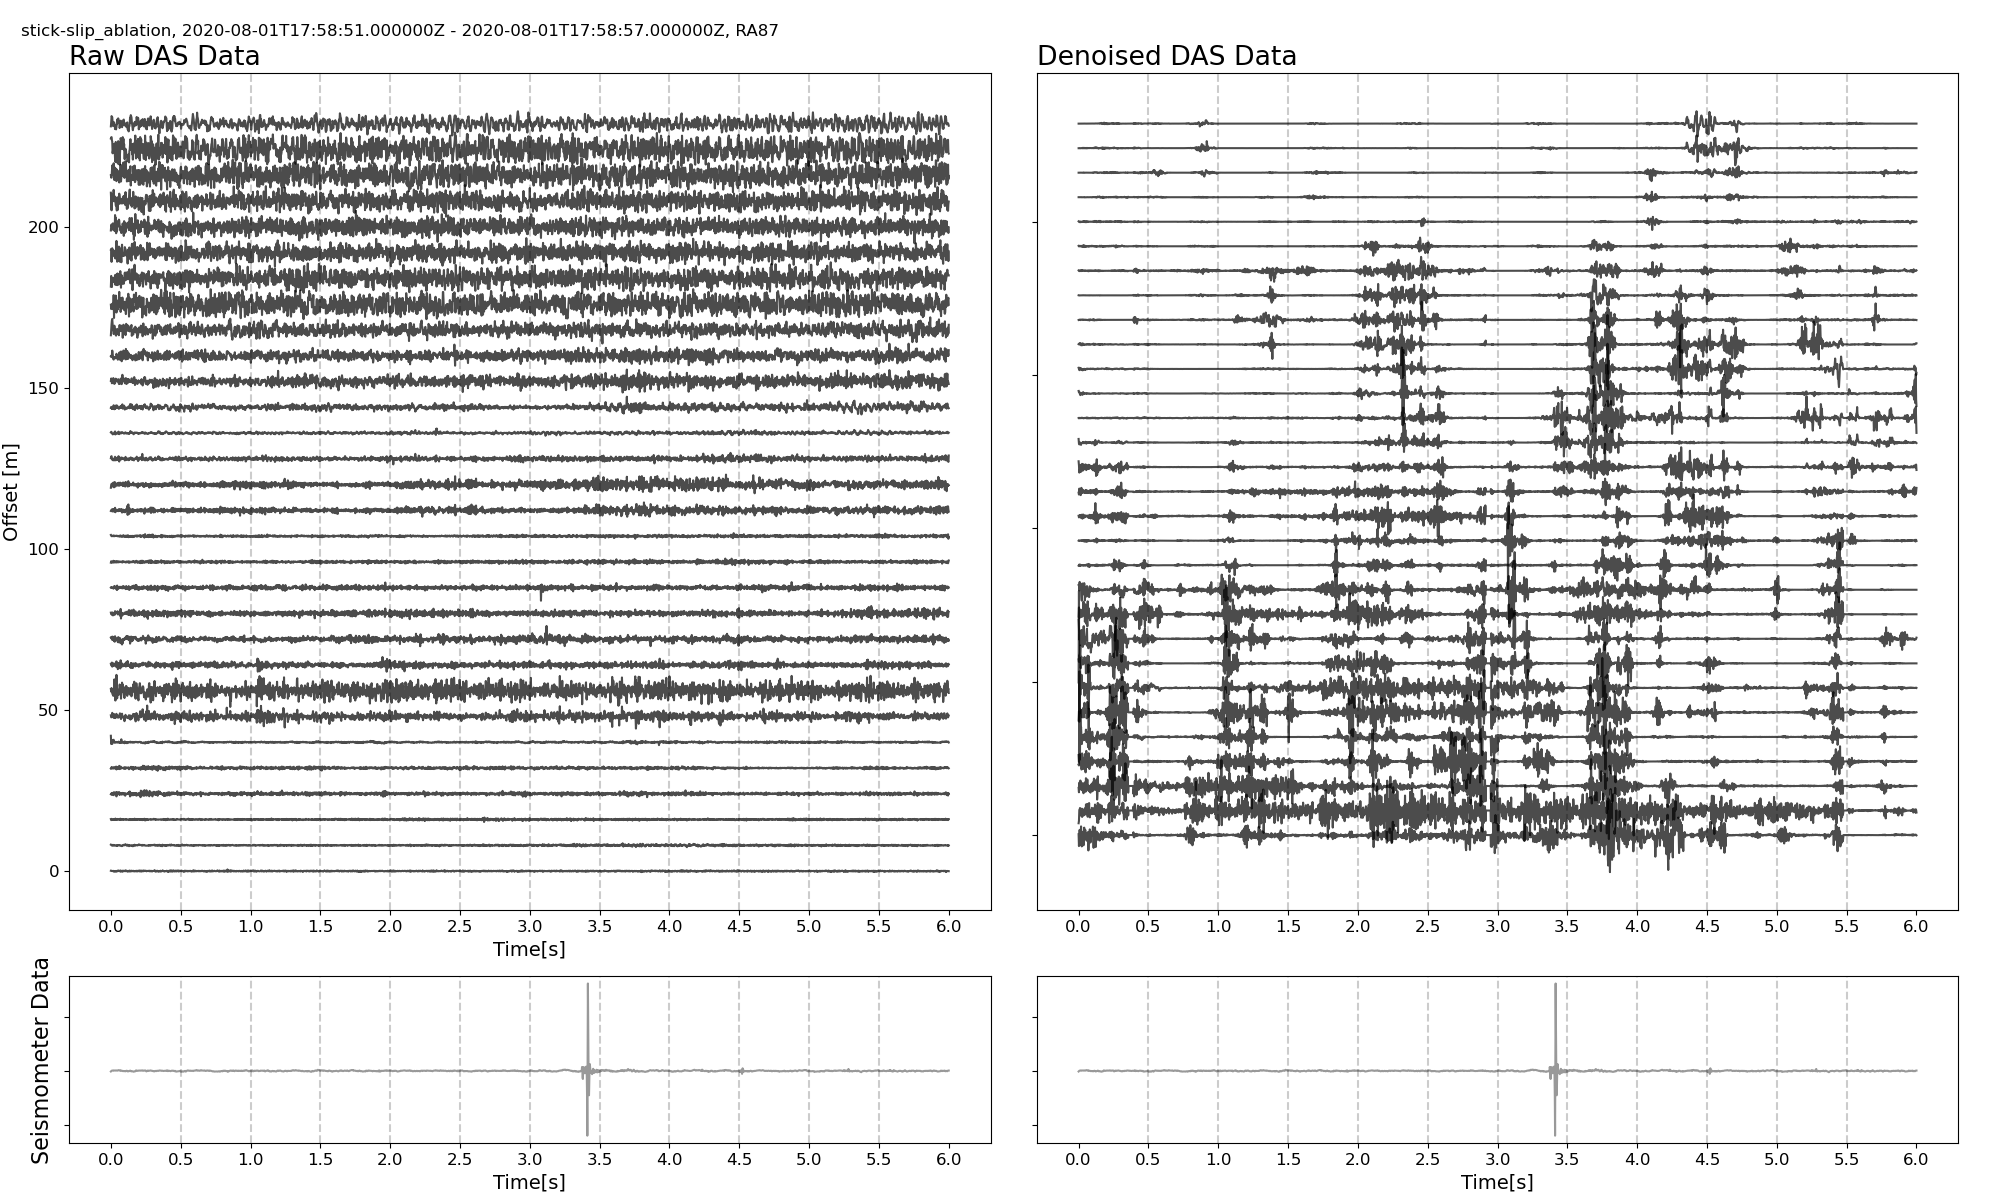 stick-slip_ablation, 2020-08-01T17:58:51.000000Z - 2020-08-01T17:58:57.000000Z, RA87
Raw DAS Data
Denoised DAS Data
Offset [m]
200
150
100
50
0
0.0 0.5 1.0 1.5 2.0 2.5 3.0 3.5 4.0 4.5 5.0 5.5 6.0
Time[s]
0.0 0.5 1.0 1.5 2.0 2.5 3.0 3.5 4.0 4.5 5.0 5.5 6.0
Seismometer Data
0.0 0.5 1.0 1.5 2.0 2.5 3.0 3.5 4.0 4.5 5.0 5.5 6.0
Time[s]
0.0 0.5 1.0 1.5 2.0 2.5 3.0 3.5 4.0 4.5 5.0 5.5 6.0
Time[s]